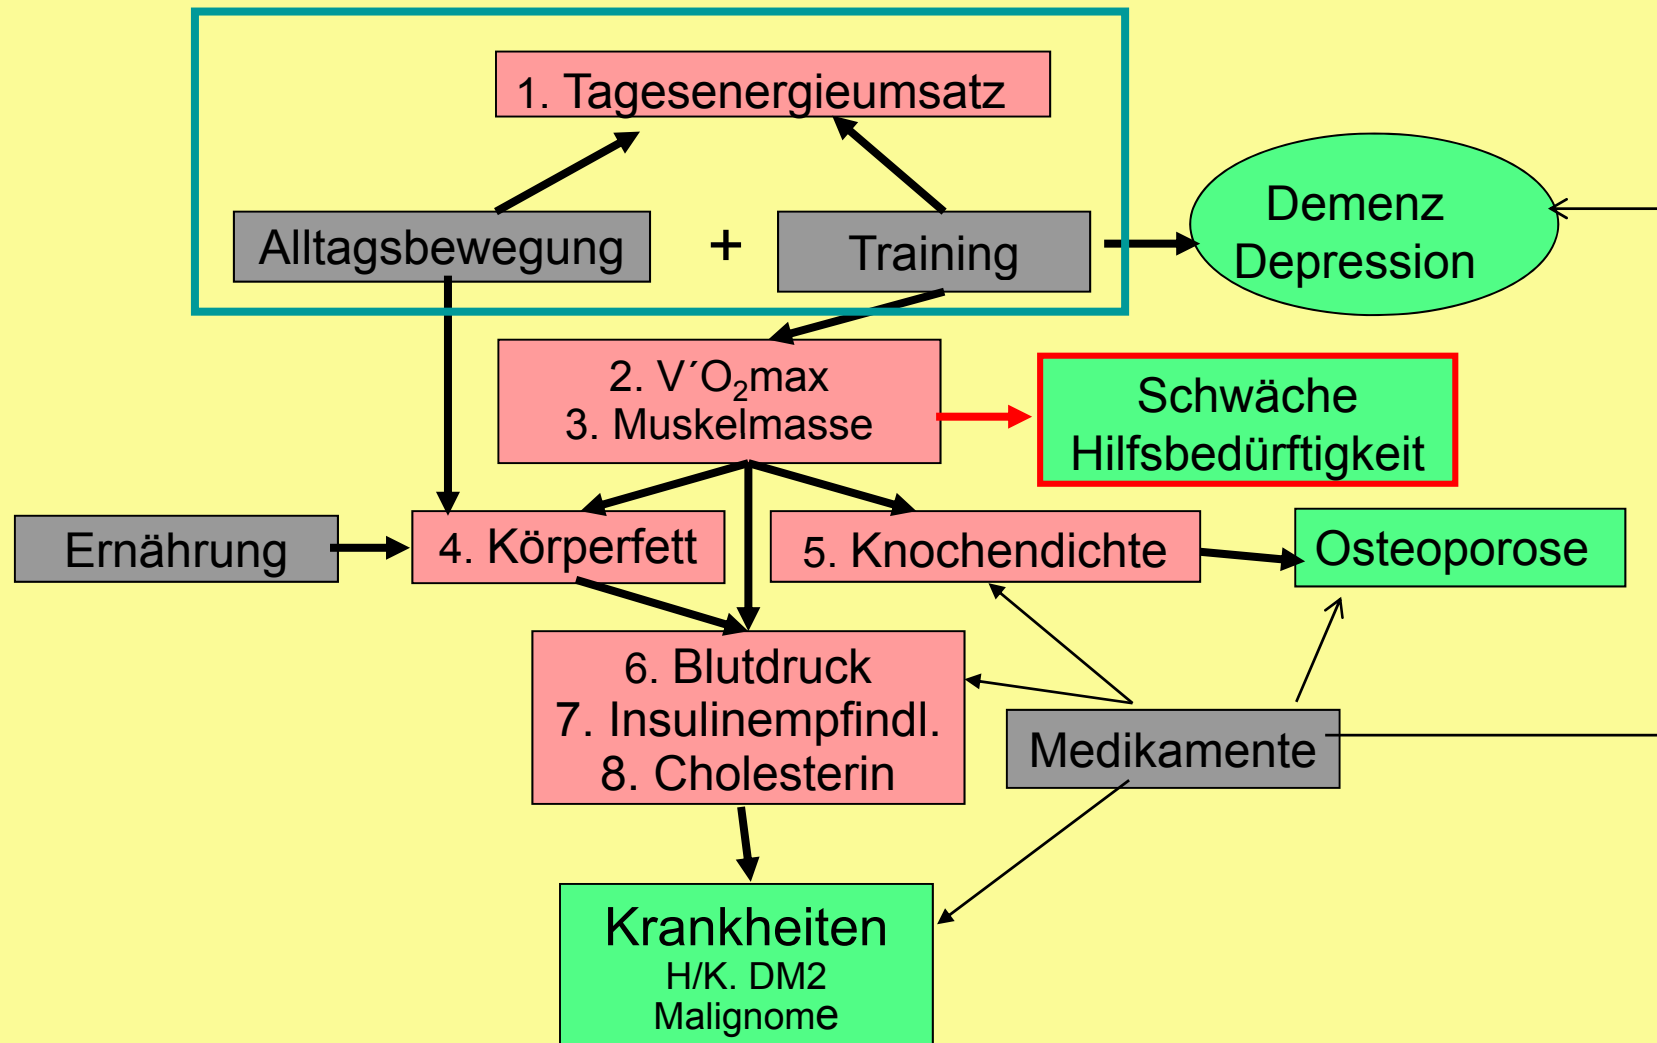 1. Tagesenergieumsatz
Alltagsbewegung
+
Training
Demenz
Depression
2. V´O₂max
3. Muskelmasse
Schwäche
Hilfsbedürftigkeit
Ernährung
4. Körperfett
5. Knochendichte
Osteoporose
6. Blutdruck
7. Insulinempfindl.
8. Cholesterin
Medikamente
Krankheiten
H/K. DM2
Malignome